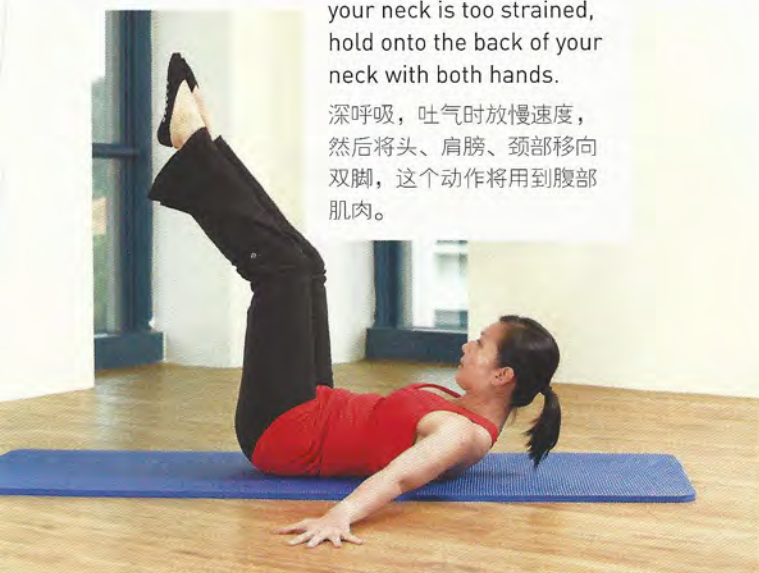 your neck is too strained,
hold onto the back of your
neck with both hands.
深呼吸，吐气时放慢速度，
然后将头、肩膀、颈部移向
双脚，这个动作将用到腹部
肌肉。